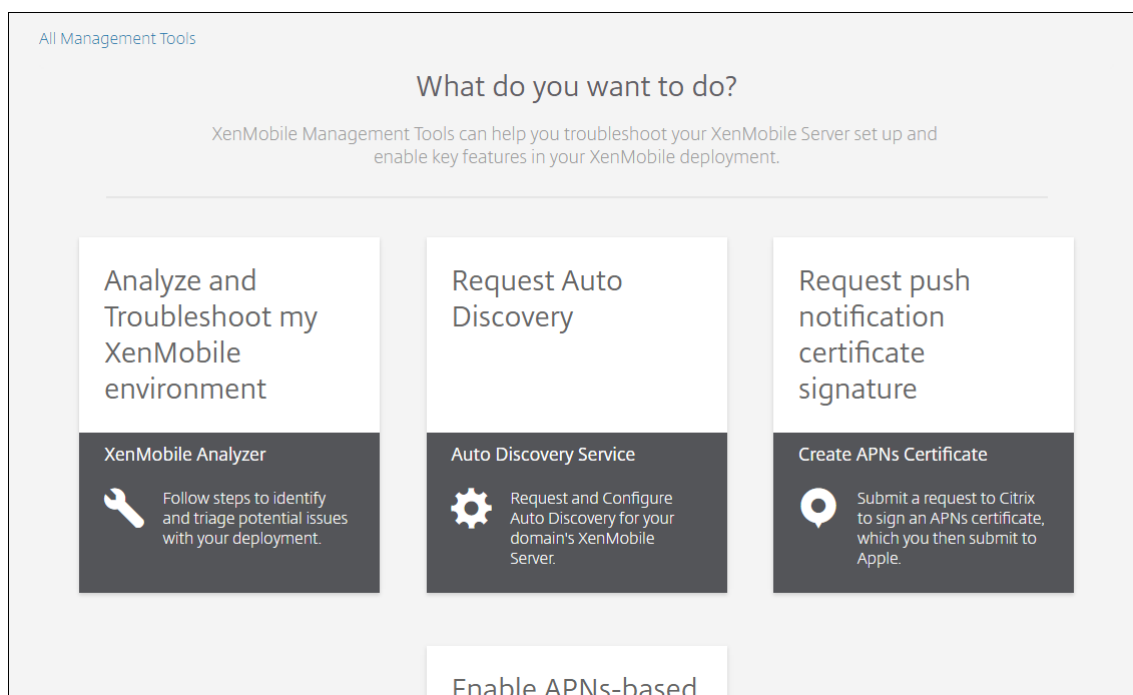 All Management Tools
What do you want to do?
XenMobile Management Tools can help you troubleshoot your XenMobile Server set up and
enable key features in your XenMobile deployment.
Analyze and
Troubleshoot my
XenMobile
environment
XenMobile Analyzer
Follow steps to identify
and triage potential issues
with your deployment.
Request Auto
Discovery
Auto Discovery Service
Request and Configure
Auto Discovery for your
domain's XenMobile
Server.
Request push
notification
certificate
signature
Create APNs Certificate
Submit a request to Citrix
to sign an APNs certificate,
which you then submit to
Apple.
Enable APNs-based